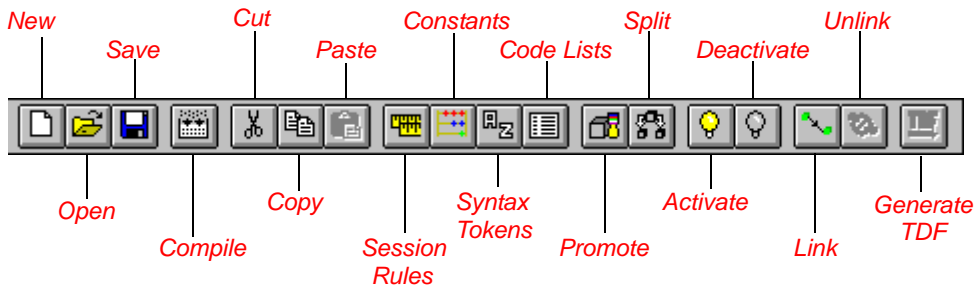 New
Cut
Constants
Split
Unlink
Save
Paste
Code Lists
Deactivate
Open
Copy
Syntax
Tokens
Activate
Generate
TDF
Compile
Session
Rules
Promote
Link